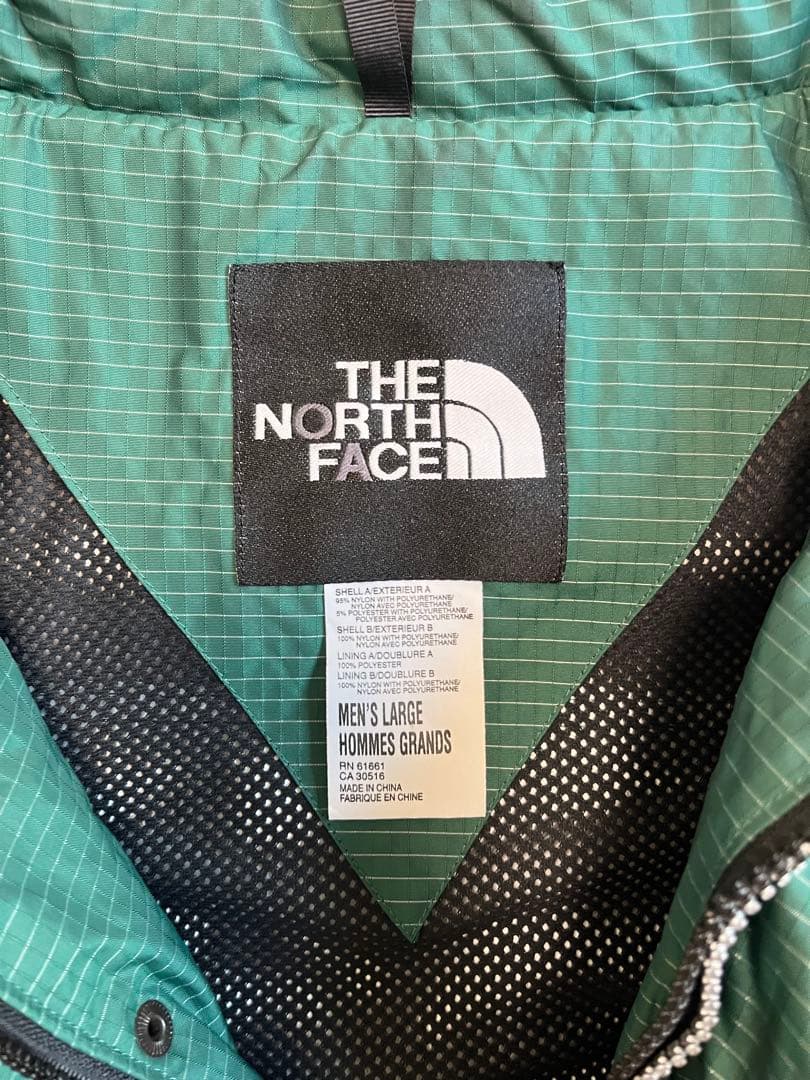 THE
NORTH
FACE
SHELL A/EXTERIEUR A
95% NYLON WITH POLYURETHANE/
NYLON AVEC POLYURETHANE
5% POLYESTER WITH POLYURETHANE/
POLYESTER AVEC POLYURETHANE
SHELL B/EXTERIEUR B
100% NYLON WITH POLYURETHANE/
NYLON AVEC POLYURETHANE
LINING A/DOUBLURE A
100% POLYESTER
LINING B/DOUBLURE B
100% NYLON WITH POLYURETHANE/
NYLON AVEC POLYURETHANE
MEN'S LARGE
HOMMES GRANDS
RN 61661
CA 30516
MADE IN CHINA
FABRIQUE EN CHINE